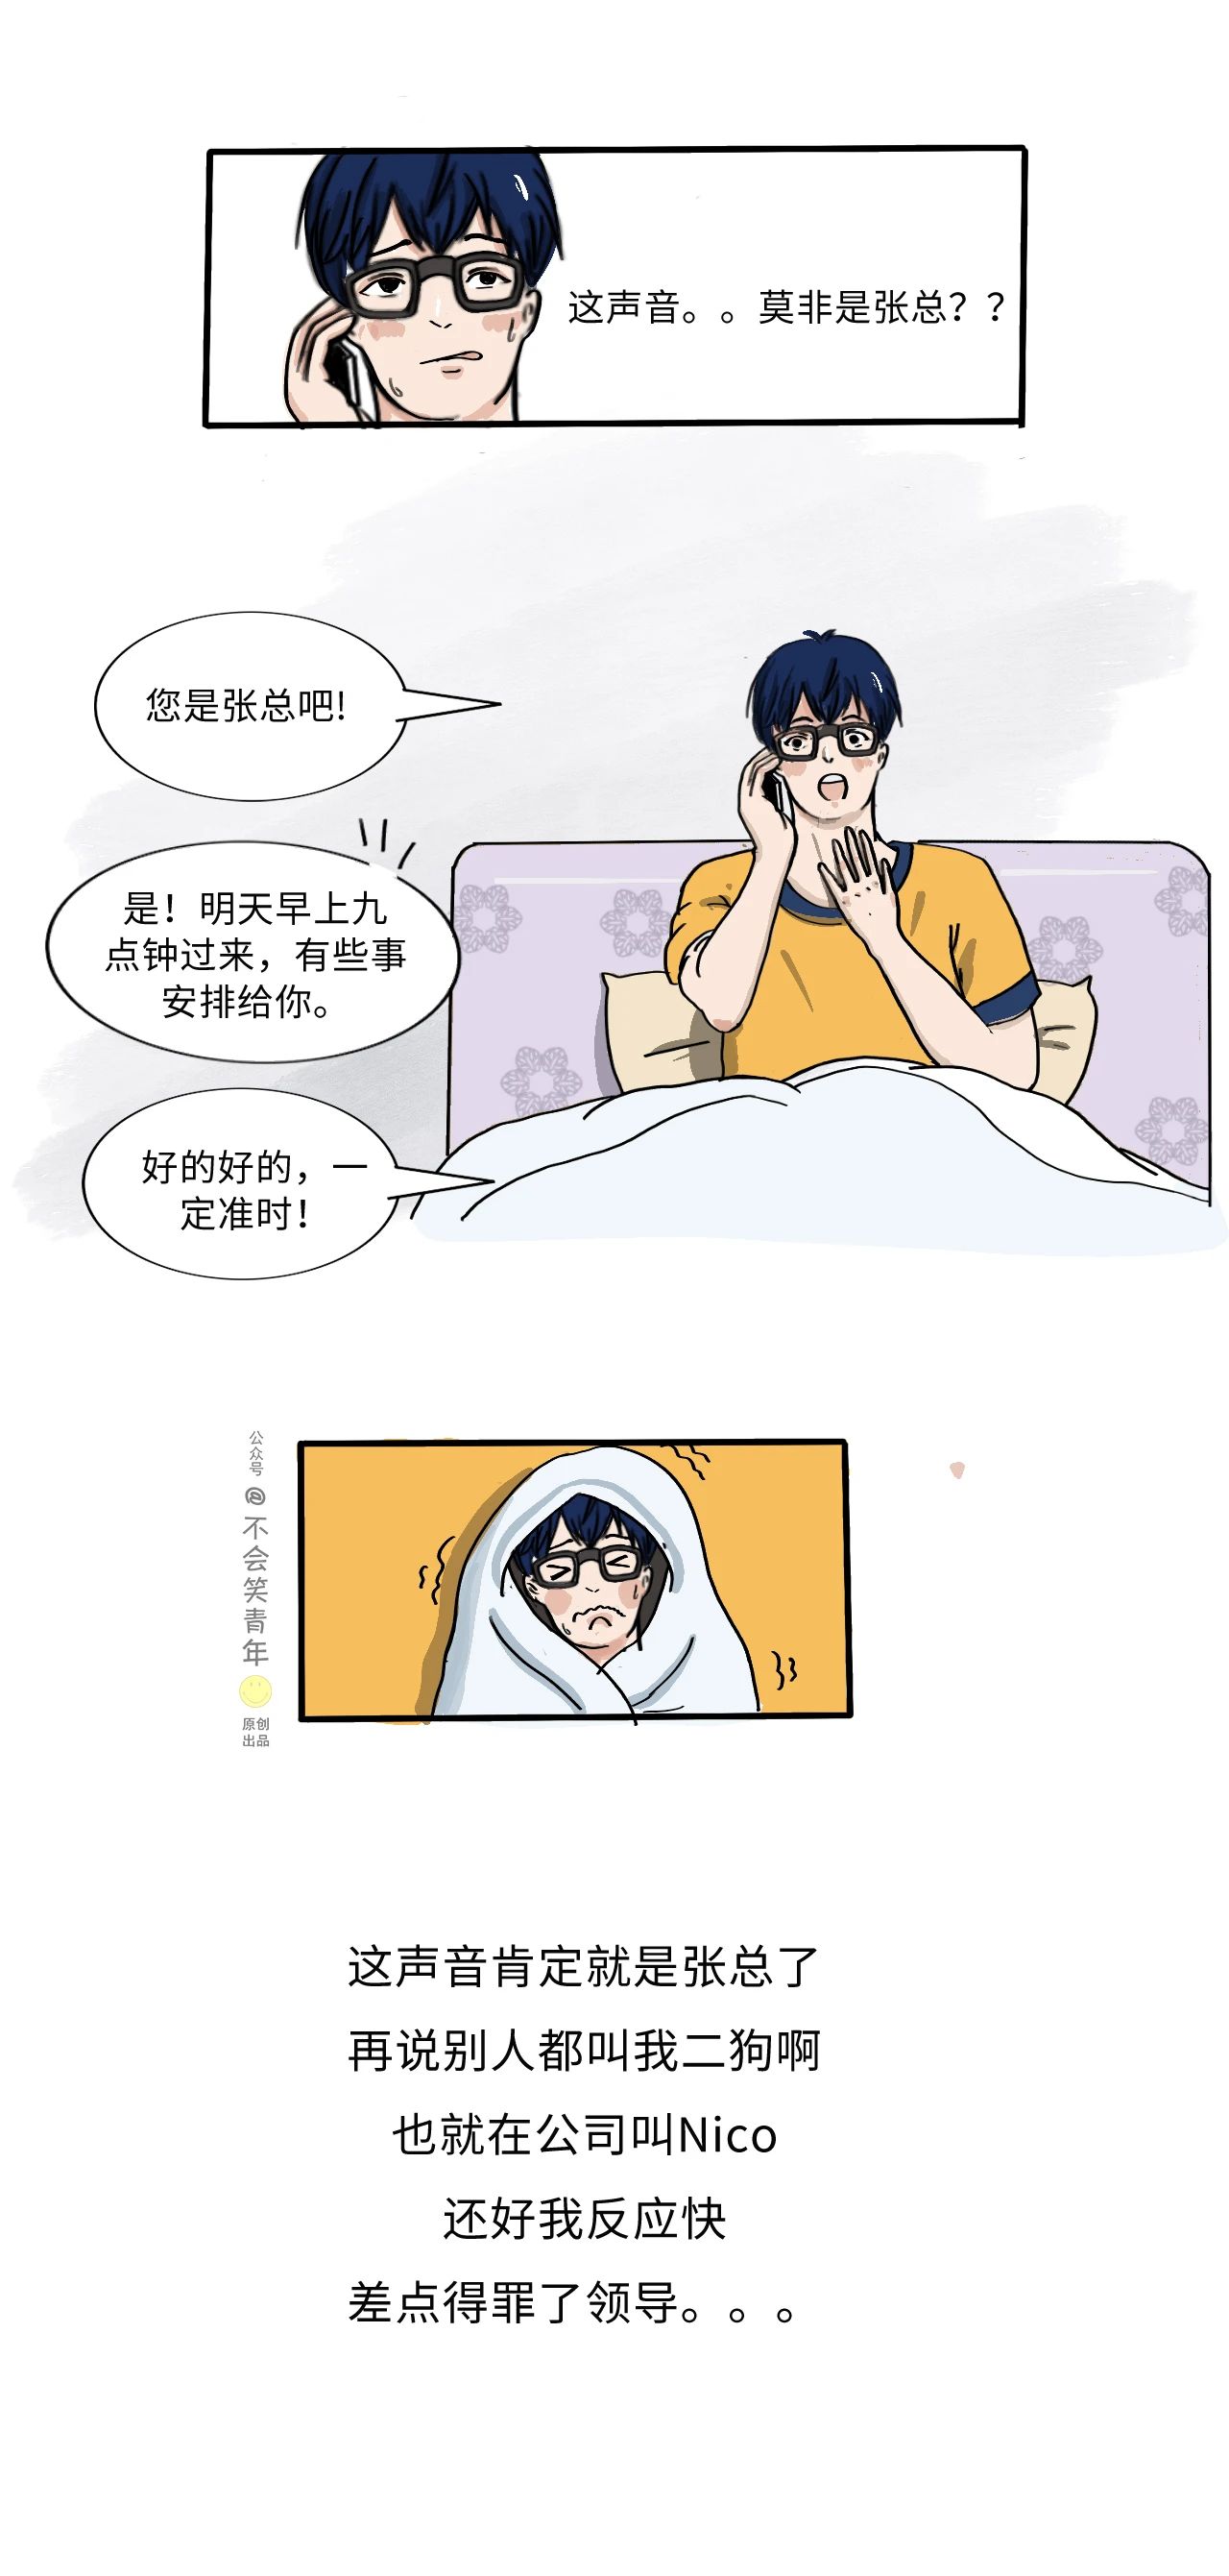 这声音。。莫非是张总？？
您是张总吧!
是！明天早上九
点钟过来，有些事
安排给你。
好的好的，一
定准时！
公众号
@不会笑青年
原创
出品
这声音肯定就是张总了
再说别人都叫我二狗啊
也就在公司叫Nico
还好我反应快
差点得罪了领导。。。